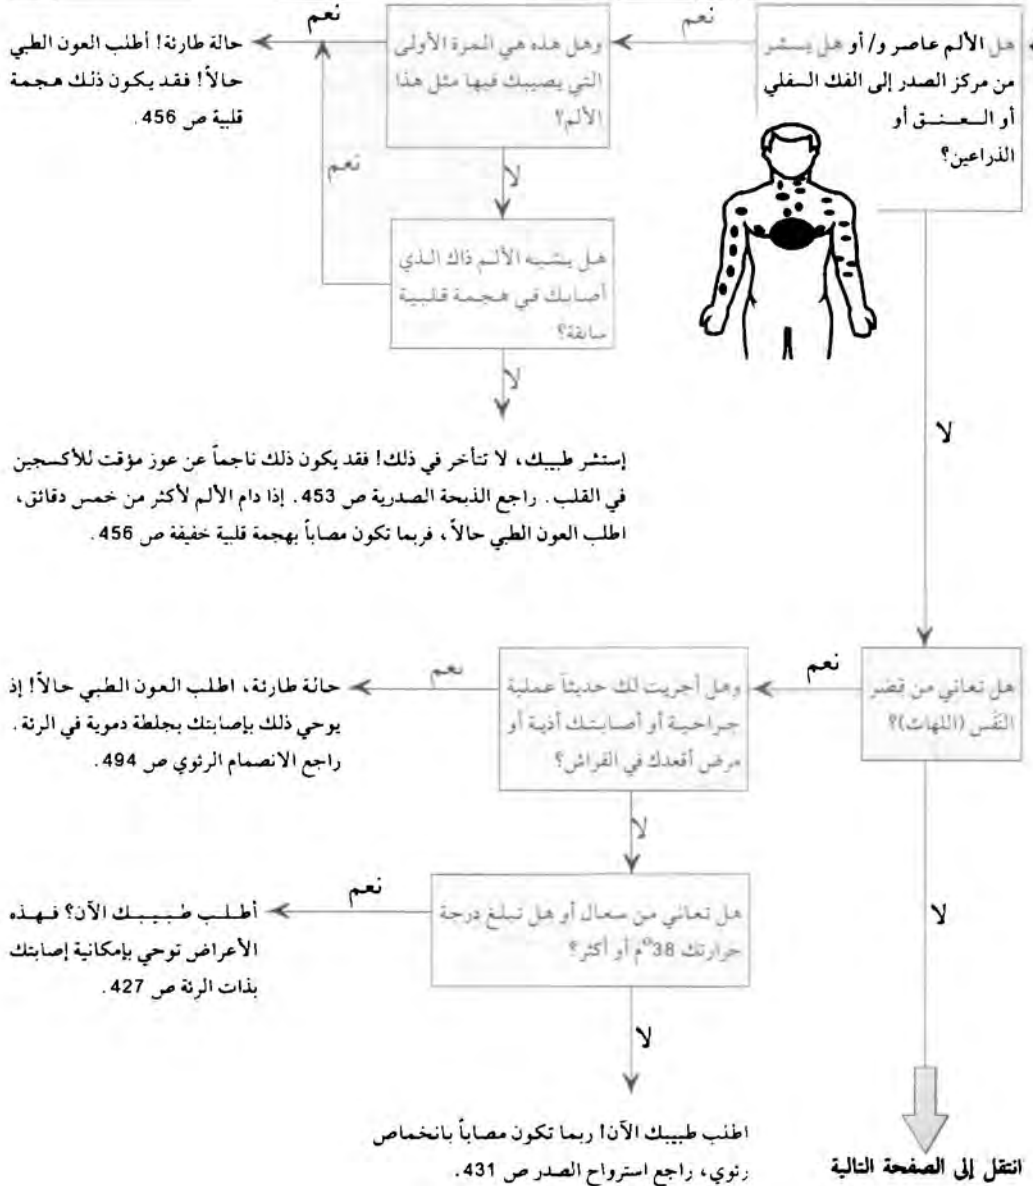 هل الألم عاصر و/أو هل ينتشر
من مركز الصدر إلى الفك السفلي
أو العنق أو
الذراعين؟
نعم
وهل هذه هي المرة الأولى
التي يصيبك فيها مثل هذا
الألم؟
نعم
حالة طارئة! أطلب العون الطبي
حالاً! فقد يكون ذلك هجمة
قلبية ص 456.
لا
نعم
هل يشبه الألم ذاك الذي
أصابك في هجمة قلبية
سابقة؟
لا
إستشر طبيبك، لا تتأخر في ذلك! فقد يكون ذلك ناجماً عن عوز مؤقت للأكسجين
في القلب. راجع الذبحة الصدرية ص 453. إذا دام الألم لأكثر من خمس دقائق،
اطلب العون الطبي حالاً، فربما تكون مصاباً بهجمة قلبية خفيفة ص 456.
لا
هل تعاني من قصر
النفس (اللهاث)؟
نعم
وهل أجريت لك حديثاً عملية
جراحية أو أصابتك أذية أو
مرض أقعدك في الفراش؟
نعم
حالة طارئة، اطلب العون الطبي حالاً! إذ
يوحي ذلك بإصابتك بجلطة دموية في الرئة.
راجع الانصمام الرئوي ص 494.
لا
هل تعاني من سعال أو هل تبلغ درجة
حرارتك 38°م أو أكثر؟
نعم
أطلب طبيبك الآن؟ فهذه
الأعراض توحي بإمكانية إصابتك
بذات الرئة ص 427.
لا
لا
اطلب طبيبك الآن! ربما تكون مصاباً بانخماص
رئوي، راجع استرواح الصدر ص 431.
انتقل إلى الصفحة التالية